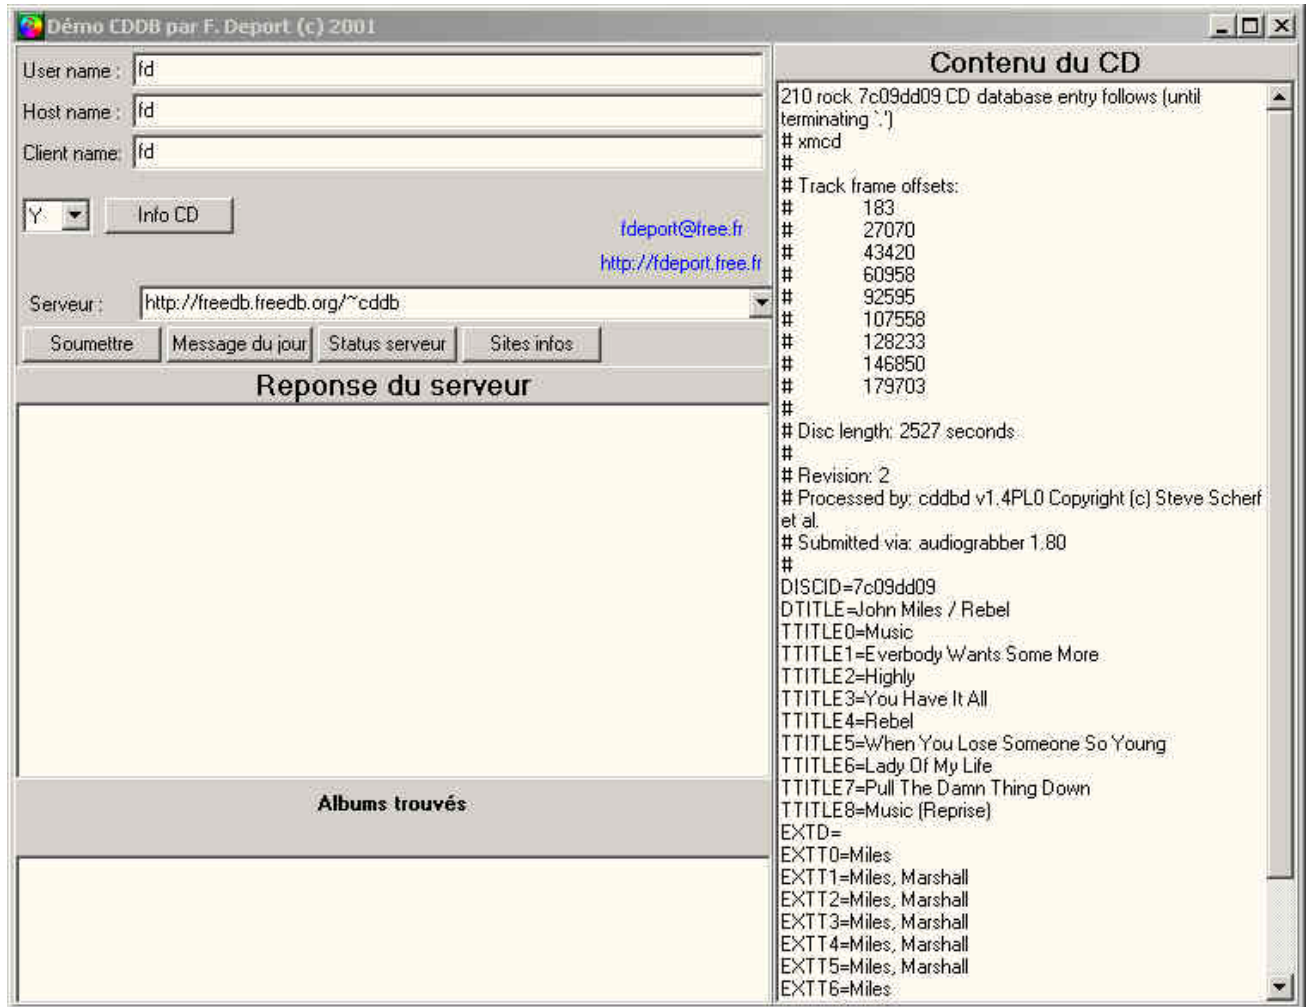 Démo CDDB par F. Deport (c) 2001
User name : fd
Host name : fd
Client name: fd
Y
Info CD
fdeport@free.fr
http://fdeport.free.fr
Serveur : http://freedb.freedb.org/~cddb
Soumettre Message du jour Status serveur Sites infos
Reponse du serveur
Albums trouvés
Contenu du CD
210 rock 7c09dd09 CD database entry follows (until
terminating `.')
# xmcd
#
# Track frame offsets:
# 183
# 27070
# 43420
# 60958
# 92595
# 107558
# 128233
# 146850
# 179703
#
# Disc length: 2527 seconds
#
# Revision: 2
# Processed by: cddbd v1.4PL0 Copyright (c) Steve Scherf
et al.
# Submitted via: audiograbber 1.80
#
DISCID=7c09dd09
DTITLE=John Miles / Rebel
TTITLE0=Music
TTITLE1=Everbody Wants Some More
TTITLE2=Highly
TTITLE3=You Have It All
TTITLE4=Rebel
TTITLE5=When You Lose Someone So Young
TTITLE6=Lady Of My Life
TTITLE7=Pull The Damn Thing Down
TTITLE8=Music (Reprise)
EXTD=
EXTT0=Miles
EXTT1=Miles, Marshall
EXTT2=Miles, Marshall
EXTT3=Miles, Marshall
EXTT4=Miles, Marshall
EXTT5=Miles, Marshall
EXTT6=Miles